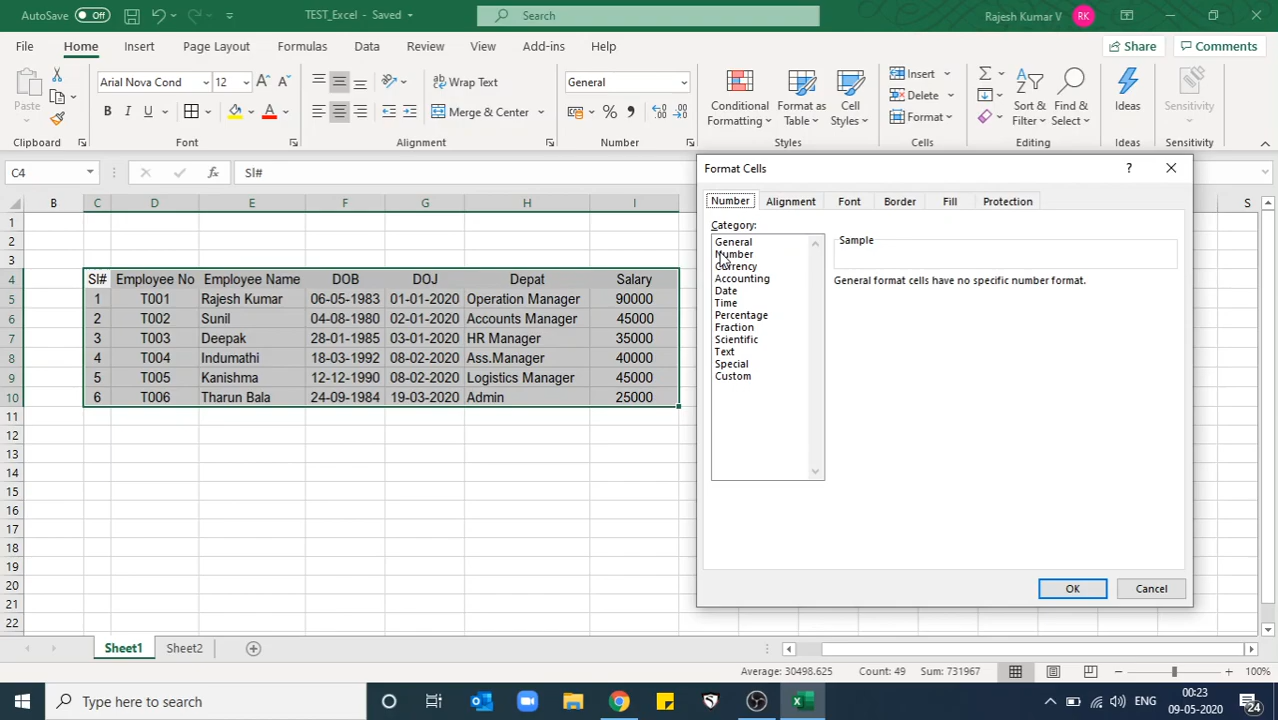 AutoSave Off TEST_Excel - Saved Search Rajesh Kumar V RK
File Home Insert Page Layout Formulas Data Review View Add-ins Help Share Comments
Arial Nova Cond 12 A A ab Wrap Text General Insert
Paste Conditional Formatting Format as Table Cell Styles Delete Sort & Filter Find & Select Ideas Sensitivity
B I U A Merge & Center % Format
Clipboard Font Alignment Number Styles Cells Editing Ideas Sensitivity
C4 fx Sl#
B C D E F G H I S
1
2
3
4 Sl# Employee No Employee Name DOB DOJ Depat Salary
5 1 T001 Rajesh Kumar 06-05-1983 01-01-2020 Operation Manager 90000
6 2 T002 Sunil 04-08-1980 02-01-2020 Accounts Manager 45000
7 3 T003 Deepak 28-01-1985 03-01-2020 HR Manager 35000
8 4 T004 Indumathi 18-03-1992 08-02-2020 Ass.Manager 40000
9 5 T005 Kanishma 12-12-1990 08-02-2020 Logistics Manager 45000
10 6 T006 Tharun Bala 24-09-1984 19-03-2020 Admin 25000
11
12
13
14
15
16
17
18
19
20
21
22
Format Cells ?
Number Alignment Font Border Fill Protection
Category:
General
Number
Currency
Accounting
Date
Time
Percentage
Fraction
Scientific
Text
Special
Custom
Sample
General format cells have no specific number format.
OK Cancel
Sheet1 Sheet2
Average: 30498.625 Count: 49 Sum: 731967 100%
Type here to search ENG 00:23
09-05-2020 24